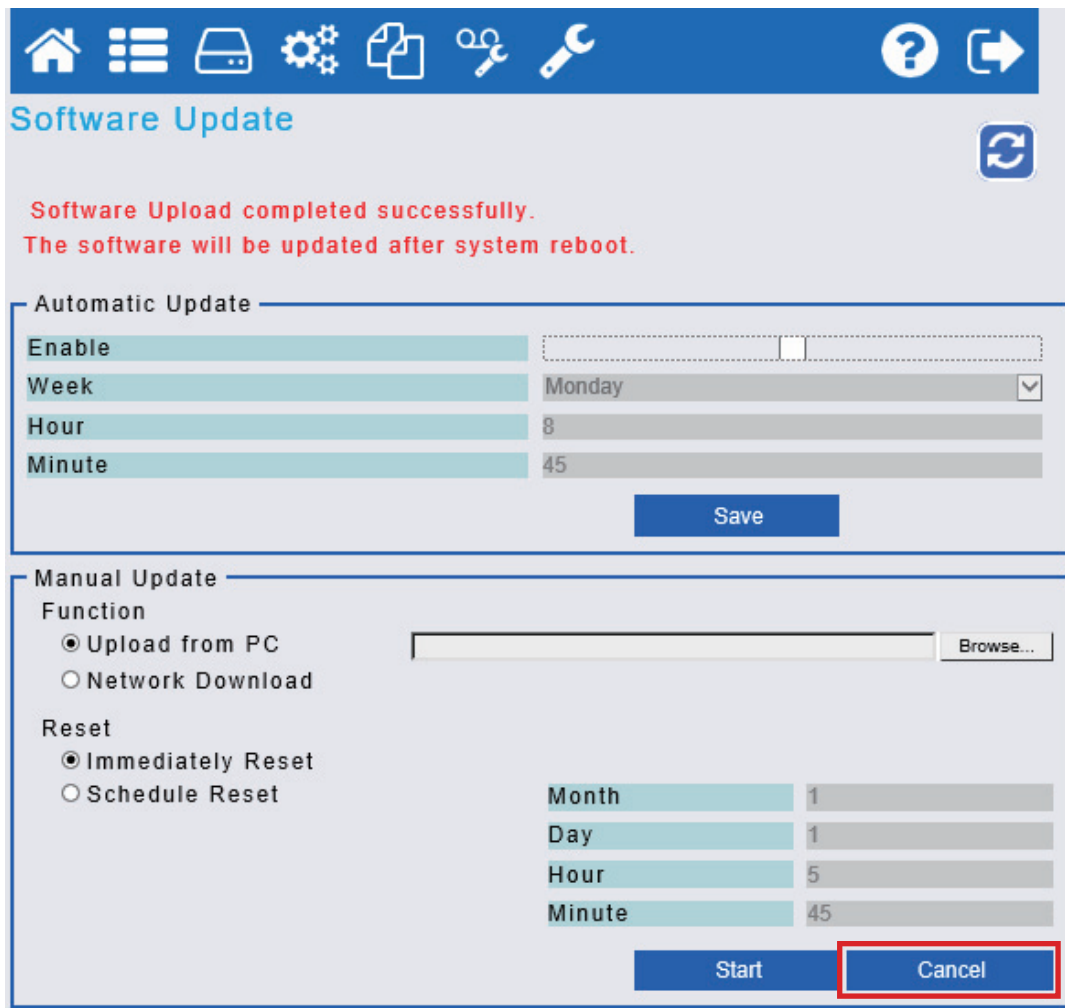 Software Update
Software Upload completed successfully.
The software will be updated after system reboot.
Automatic Update
Enable
Week Monday
Hour 8
Minute 45
Save
Manual Update
Function
Upload from PC Browse...
Network Download
Reset
Immediately Reset
Schedule Reset
Month 1
Day 1
Hour 5
Minute 45
Start Cancel